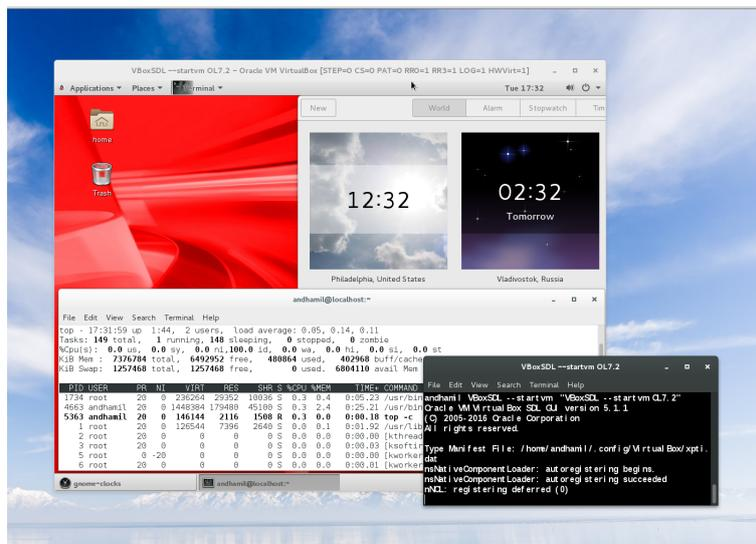 VBoxSDL --startvm OL7.2 - Oracle VM VirtualBox [STEP=0 CS=0 PAT=0 RR0=1 RR3=1 LOG=1 HWVirt=1]
Applications Places Terminal Tue 17:32
home
Trash
New World Alarm Stopwatch Tim
12:32
02:32
Tomorrow
Philadelphia, United States Vladivostok, Russia
andhamil@localhost:~
File Edit View Search Terminal Help
top - 17:31:59 up 1:44, 2 users, load average: 0.05, 0.14, 0.11
Tasks: 149 total, 1 running, 148 sleeping, 0 stopped, 0 zombie
%Cpu(s): 0.0 us, 0.0 sy, 0.0 ni,100.0 id, 0.0 wa, 0.0 hi, 0.0 si, 0.0 st
KiB Mem : 7376784 total, 6492952 free, 480864 used, 402968 buff/cache
KiB Swap: 1257468 total, 1257468 free, 0 used. 6804110 avail Mem
PID USER PR NI VIRT RES SHR S %CPU %MEM TIME+ COMMAND
1734 root 20 0 236264 29352 10036 S 0.3 0.4 0:05.23 /usr/bin
4663 andhamil 20 0 1448384 179480 45100 S 0.3 2.4 0:25.21 /usr/bin
5363 andhamil 20 0 146144 2116 1508 R 0.3 0.0 0:00.18 top -c
1 root 20 0 126544 7396 2640 S 0.0 0.1 0:01.92 /usr/lib
2 root 20 0 0 0 0 S 0.0 0.0 0:00.00 [kthread
3 root 20 0 0 0 0 S 0.0 0.0 0:00.03 [ksoftir
5 root 0 -20 0 0 0 S 0.0 0.0 0:00.00 [kworker
6 root 20 0 0 0 0 S 0.0 0.0 0:00.01 [kworker
gnome-clocks andhamil@localhost:~
VBoxSDL --startvm OL7.2
File Edit View Search Terminal Help
andhamil VBoxSDL --startvm "VBoxSDL --startvm OL7.2"
Oracle VM VirtualBox SDL GUI version 5.1.1
(C) 2005-2016 Oracle Corporation
All rights reserved.
Type Manifest File: /home/andhamil/.config/VirtualBox/xpti.
dat
nsNativeComponentLoader: autoregistering begins.
nsNativeComponentLoader: autoregistering succeeded
nNCL: registering deferred (0)